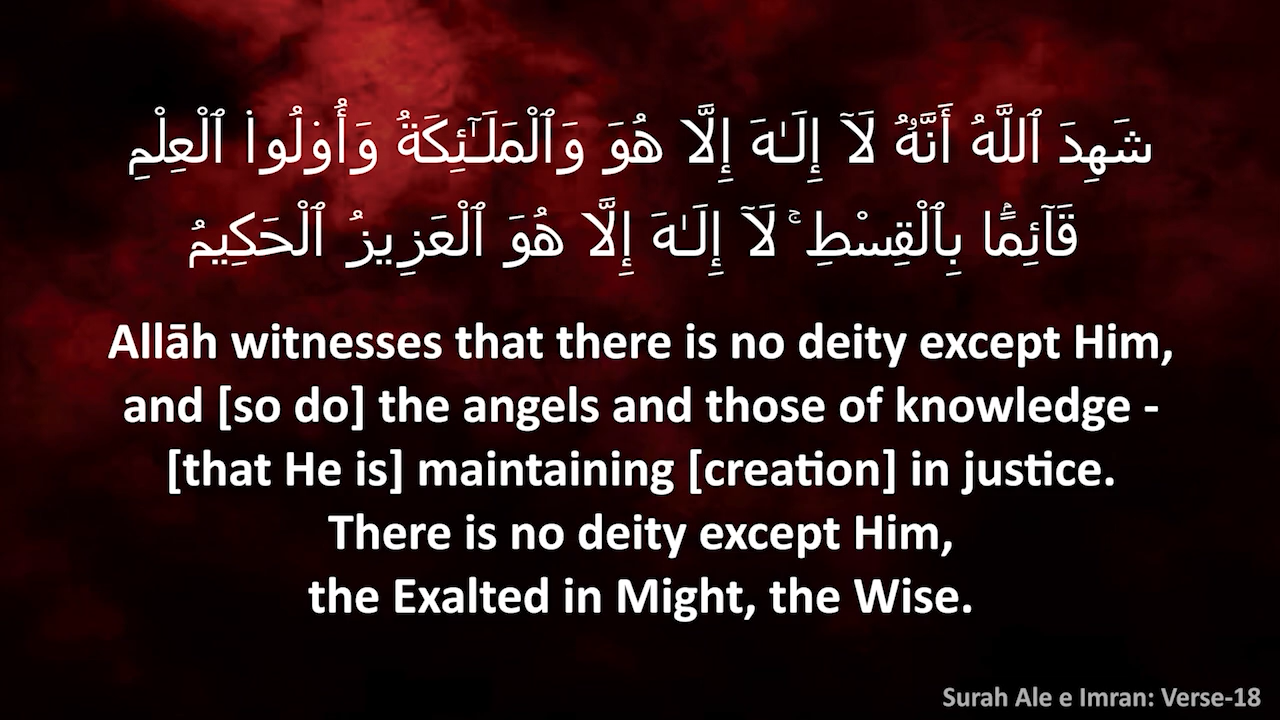 شَهِدَ ٱللَّهُ أَنَّهُۥ لَآ إِلَـٰهَ إِلَّا هُوَ وَٱلْمَلَـٰٓئِكَةُ وَأُو۟لُوا۟ ٱلْعِلْمِ
قَآئِمًۢا بِٱلْقِسْطِ ۚ لَآ إِلَـٰهَ إِلَّا هُوَ ٱلْعَزِيزُ ٱلْحَكِيمُ
Allāh witnesses that there is no deity except Him,
and [so do] the angels and those of knowledge -
[that He is] maintaining [creation] in justice.
There is no deity except Him,
the Exalted in Might, the Wise.
Surah Ale e Imran: Verse-18